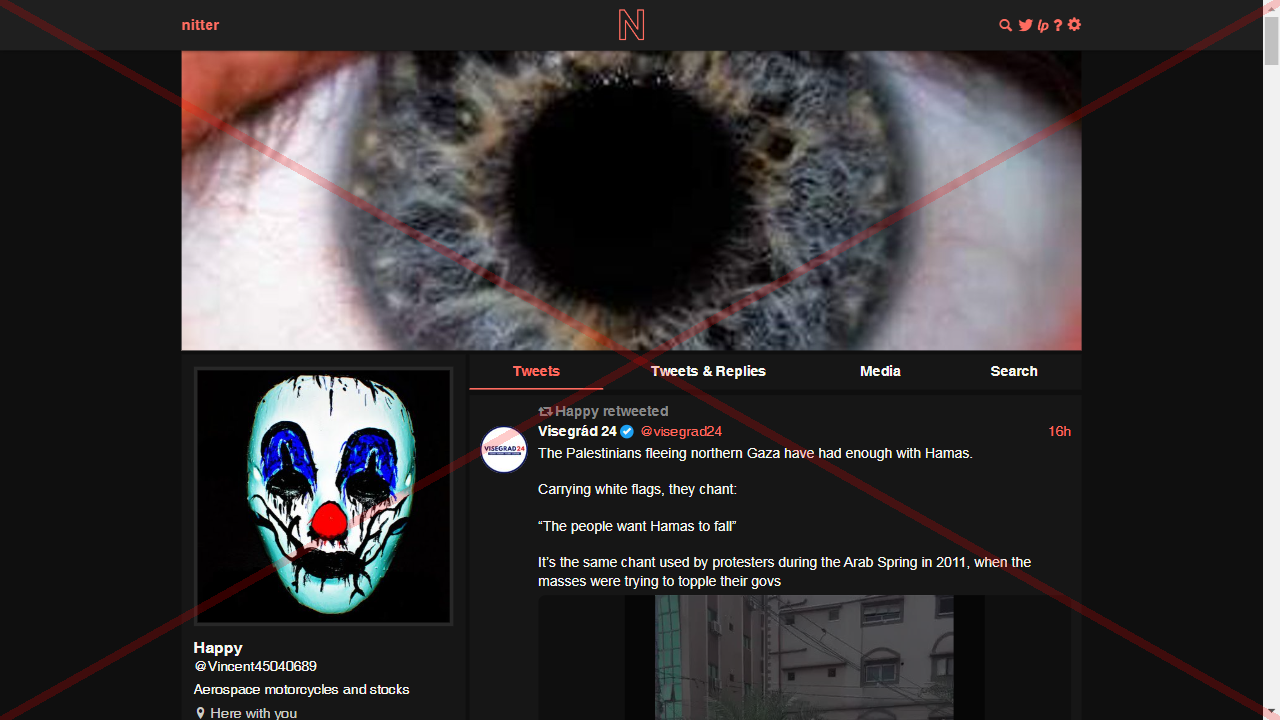 nitter
N
lp ?
Tweets
Tweets & Replies
Media
Search
Happy retweeted
Visegrád 24 @visegrad24 16h
VISEGRAD24
The Palestinians fleeing northern Gaza have had enough with Hamas.
Carrying white flags, they chant:
“The people want Hamas to fall”
It’s the same chant used by protesters during the Arab Spring in 2011, when the
masses were trying to topple their govs
Happy
@Vincent45040689
Aerospace motorcycles and stocks
Here with you